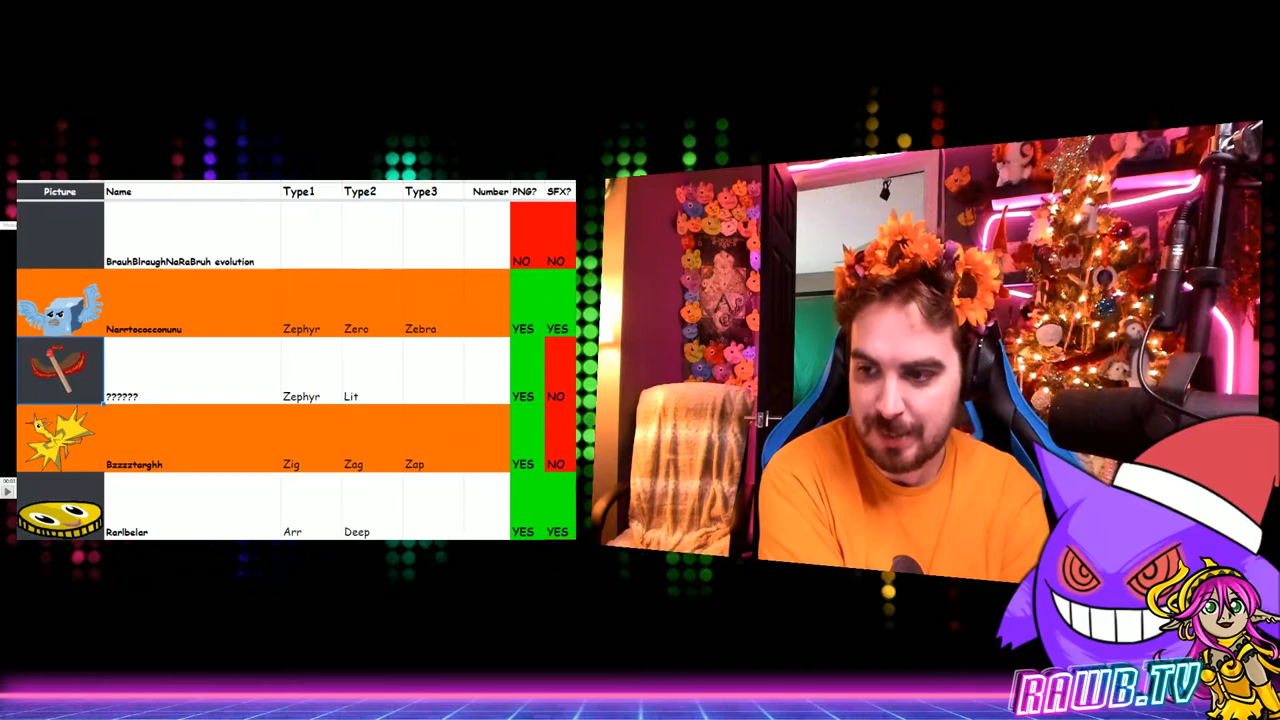 Picture Name Type1 Type2 Type3 Number PNG? SFX?
BrauhBlraughNaRaBruh evolution NO NO
Narrtococconunu Zephyr Zero Zebra YES YES
?????? Zephyr Lit YES NO
Bzzzztarghh Zig Zag Zap YES NO
Rarlbelar Arr Deep YES YES
RAWB.TV